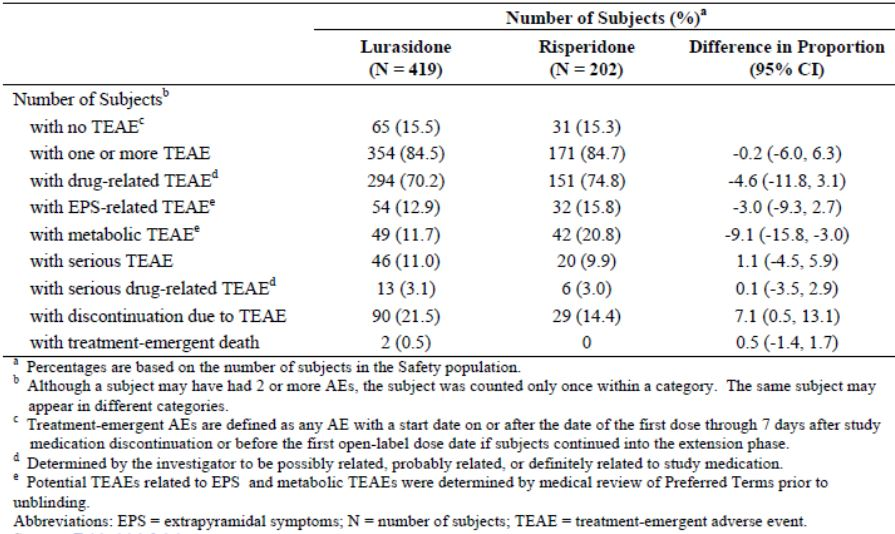 Number of Subjects (%)a
Lurasidone Risperidone Difference in Proportion
(N = 419) (N = 202) (95% CI)
Number of Subjectsb
with no TEAEc 65 (15.5) 31 (15.3)
with one or more TEAE 354 (84.5) 171 (84.7) -0.2 (-6.0, 6.3)
with drug-related TEAEd 294 (70.2) 151 (74.8) -4.6 (-11.8, 3.1)
with EPS-related TEAEe 54 (12.9) 32 (15.8) -3.0 (-9.3, 2.7)
with metabolic TEAEe 49 (11.7) 42 (20.8) -9.1 (-15.8, -3.0)
with serious TEAE 46 (11.0) 20 (9.9) 1.1 (-4.5, 5.9)
with serious drug-related TEAEd 13 (3.1) 6 (3.0) 0.1 (-3.5, 2.9)
with discontinuation due to TEAE 90 (21.5) 29 (14.4) 7.1 (0.5, 13.1)
with treatment-emergent death 2 (0.5) 0 0.5 (-1.4, 1.7)
a Percentages are based on the number of subjects in the Safety population.
b Although a subject may have had 2 or more AEs, the subject was counted only once within a category. The same subject may
appear in different categories.
c Treatment-emergent AEs are defined as any AE with a start date on or after the date of the first dose through 7 days after study
medication discontinuation or before the first open-label dose date if subjects continued into the extension phase.
d Determined by the investigator to be possibly related, probably related, or definitely related to study medication.
e Potential TEAEs related to EPS and metabolic TEAEs were determined by medical review of Preferred Terms prior to
unblinding.
Abbreviations: EPS = extrapyramidal symptoms; N = number of subjects; TEAE = treatment-emergent adverse event.